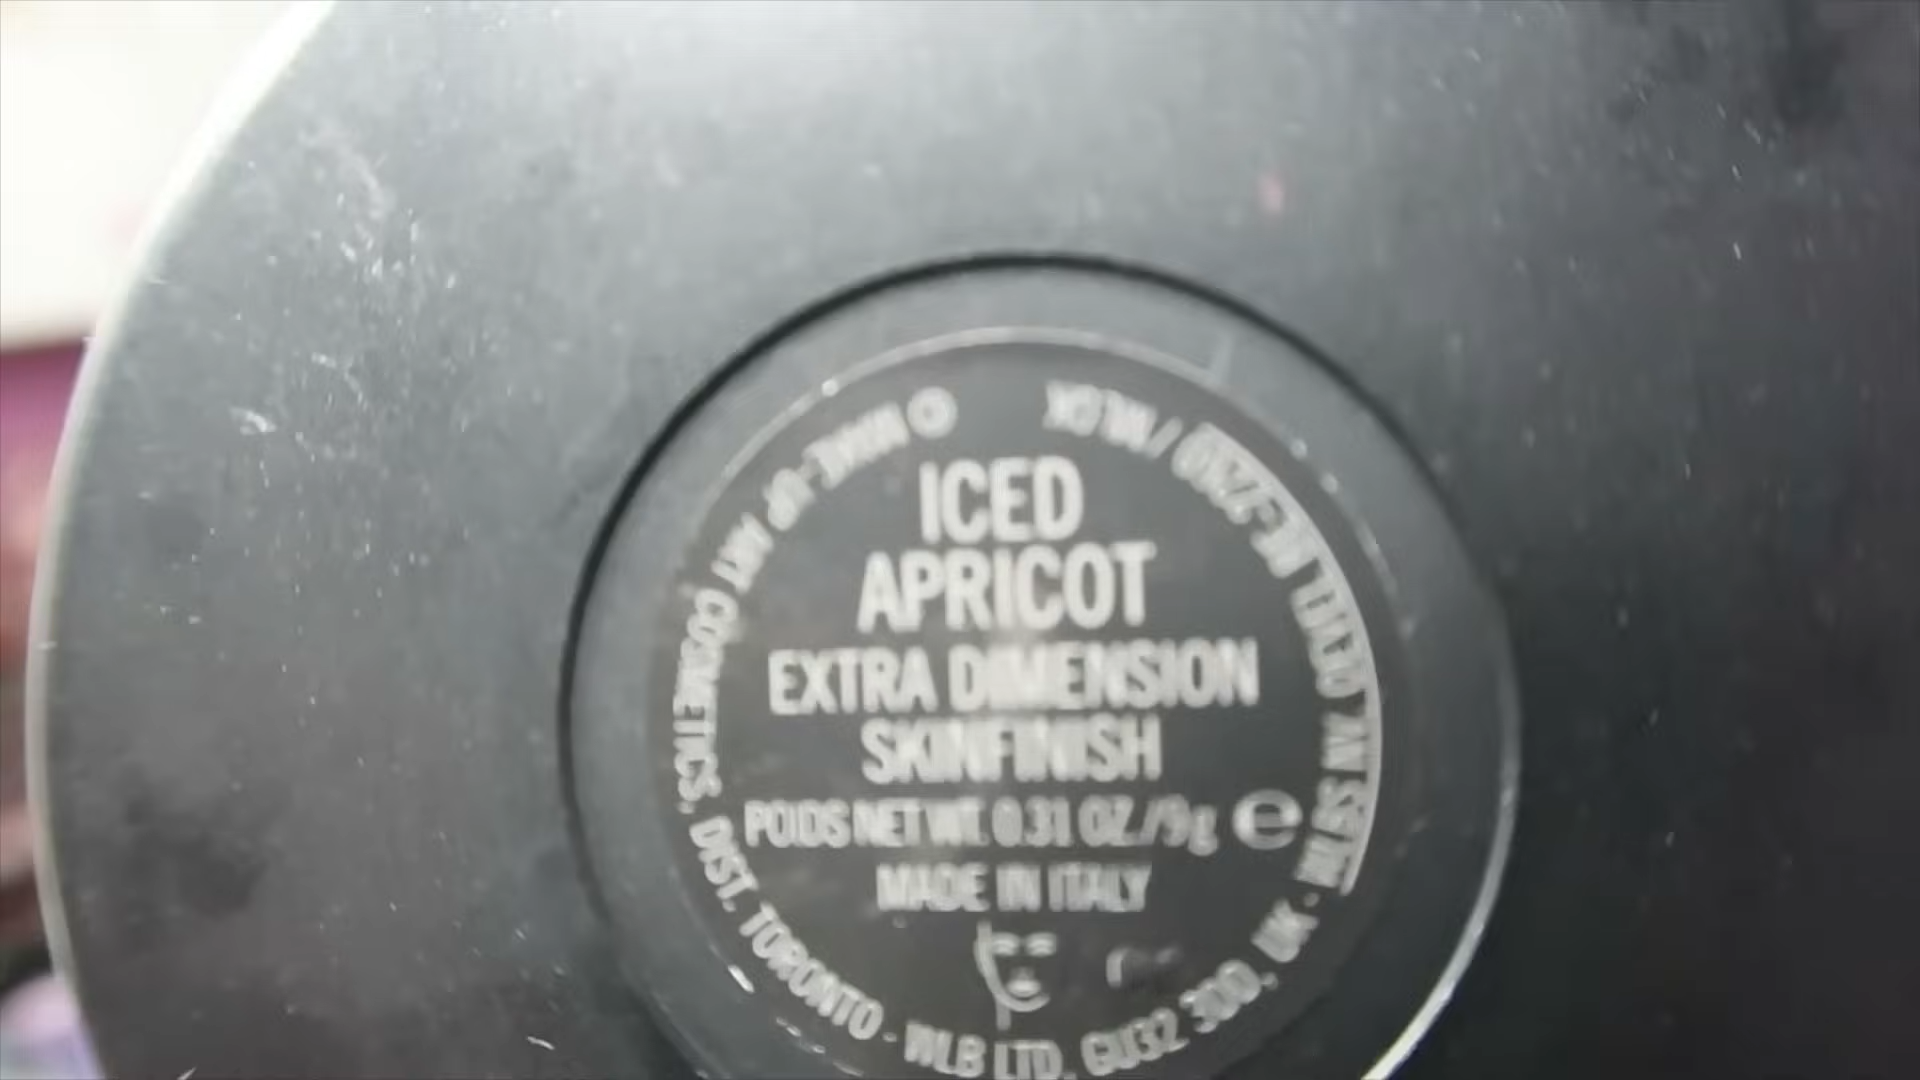 ICED
APRICOT
EXTRA DIMENSION
SKINFINISH
POIDS NET WT. 0.31 OZ./9 g ℮
MADE IN ITALY
© MAKE-UP ART COSMETICS, DIST. TORONTO · WLB LTD. GU32 3QD, UK ·